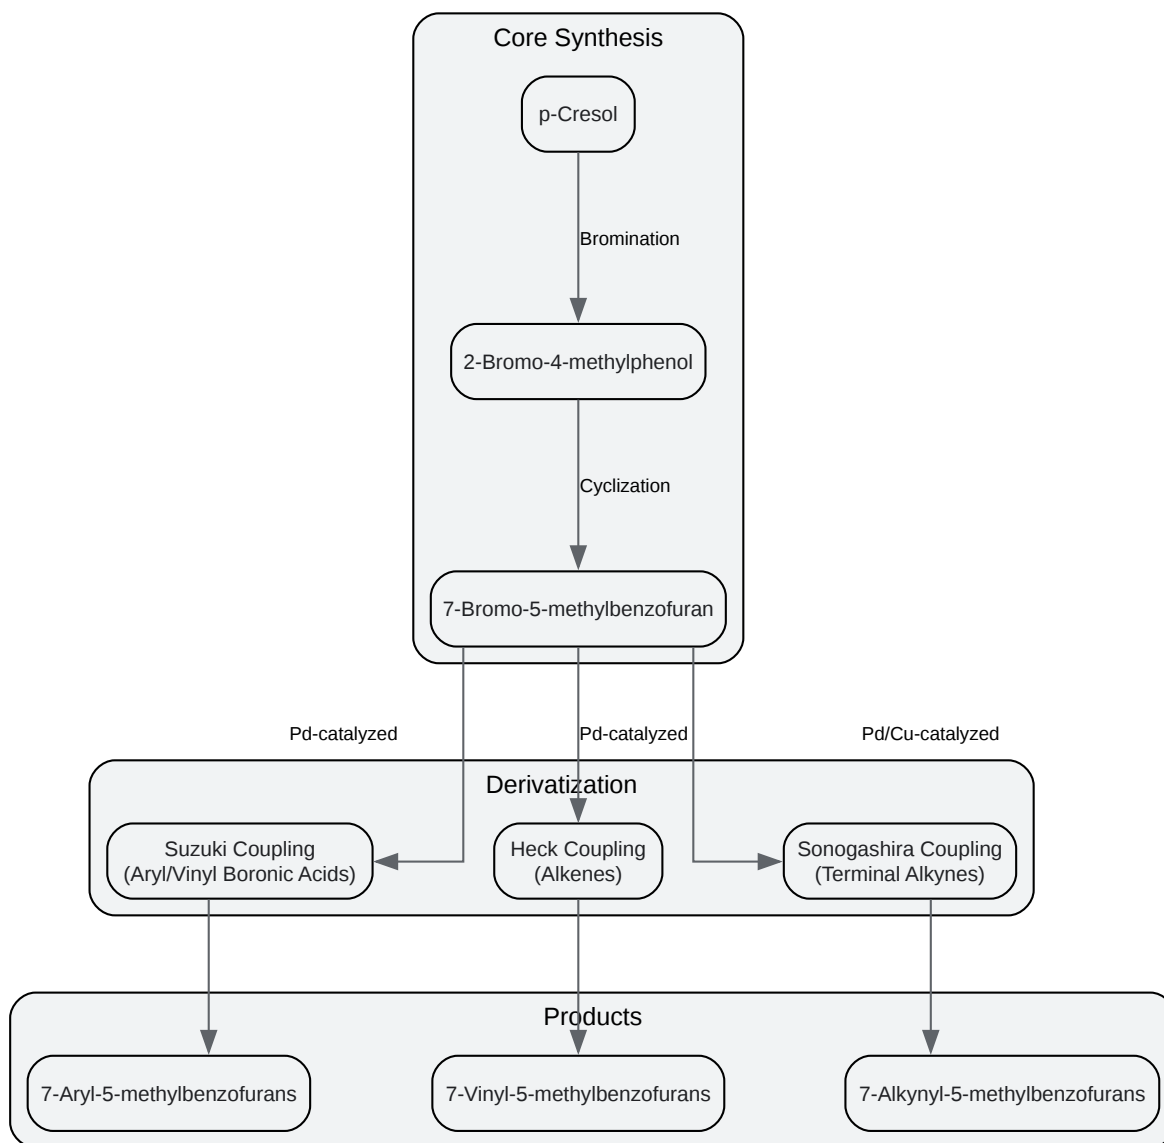 Core Synthesis
p-Cresol
Bromination
2-Bromo-4-methylphenol
Cyclization
7-Bromo-5-methylbenzofuran
Pd-catalyzed
Pd-catalyzed
Pd/Cu-catalyzed
Derivatization
Suzuki Coupling
(Aryl/Vinyl Boronic Acids)
Heck Coupling
(Alkenes)
Sonogashira Coupling
(Terminal Alkynes)
Products
7-Aryl-5-methylbenzofurans
7-Vinyl-5-methylbenzofurans
7-Alkynyl-5-methylbenzofurans